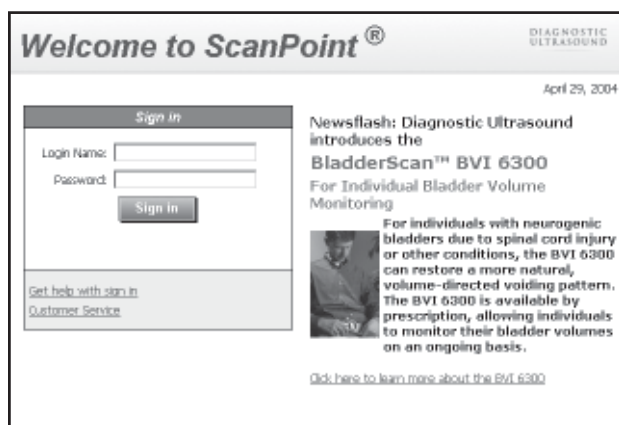 Welcome to ScanPoint ®
DIAGNOSTIC
ULTRASOUND
April 29, 2004
Sign in
Login Name:
Password:
Sign in
Get help with sign in
Customer Service
Newsflash: Diagnostic Ultrasound
introduces the
BladderScan™ BVI 6300
For Individual Bladder Volume
Monitoring
For individuals with neurogenic
bladders due to spinal cord injury
or other conditions, the BVI 6300
can restore a more natural,
volume-directed voiding pattern.
The BVI 6300 is available by
prescription, allowing individuals
to monitor their bladder volumes
on an ongoing basis.
Click here to learn more about the BVI 6300